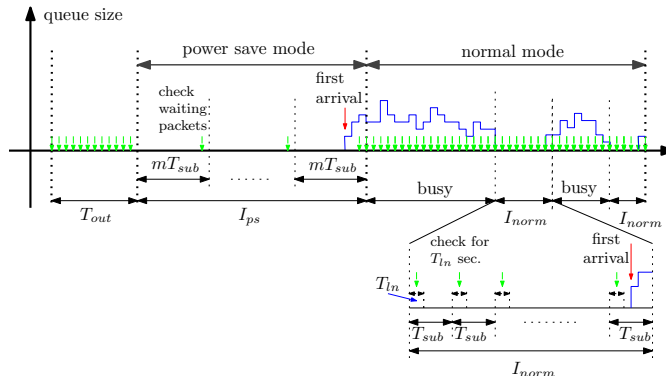 queue size
power save mode
normal mode
check
waiting
packets
first
arrival
mT_sub
......
mT_sub
busy
busy
T_out
I_ps
I_norm
I_norm
check for
T_ln sec.
first
arrival
T_ln
T_sub
T_sub
........
T_sub
I_norm